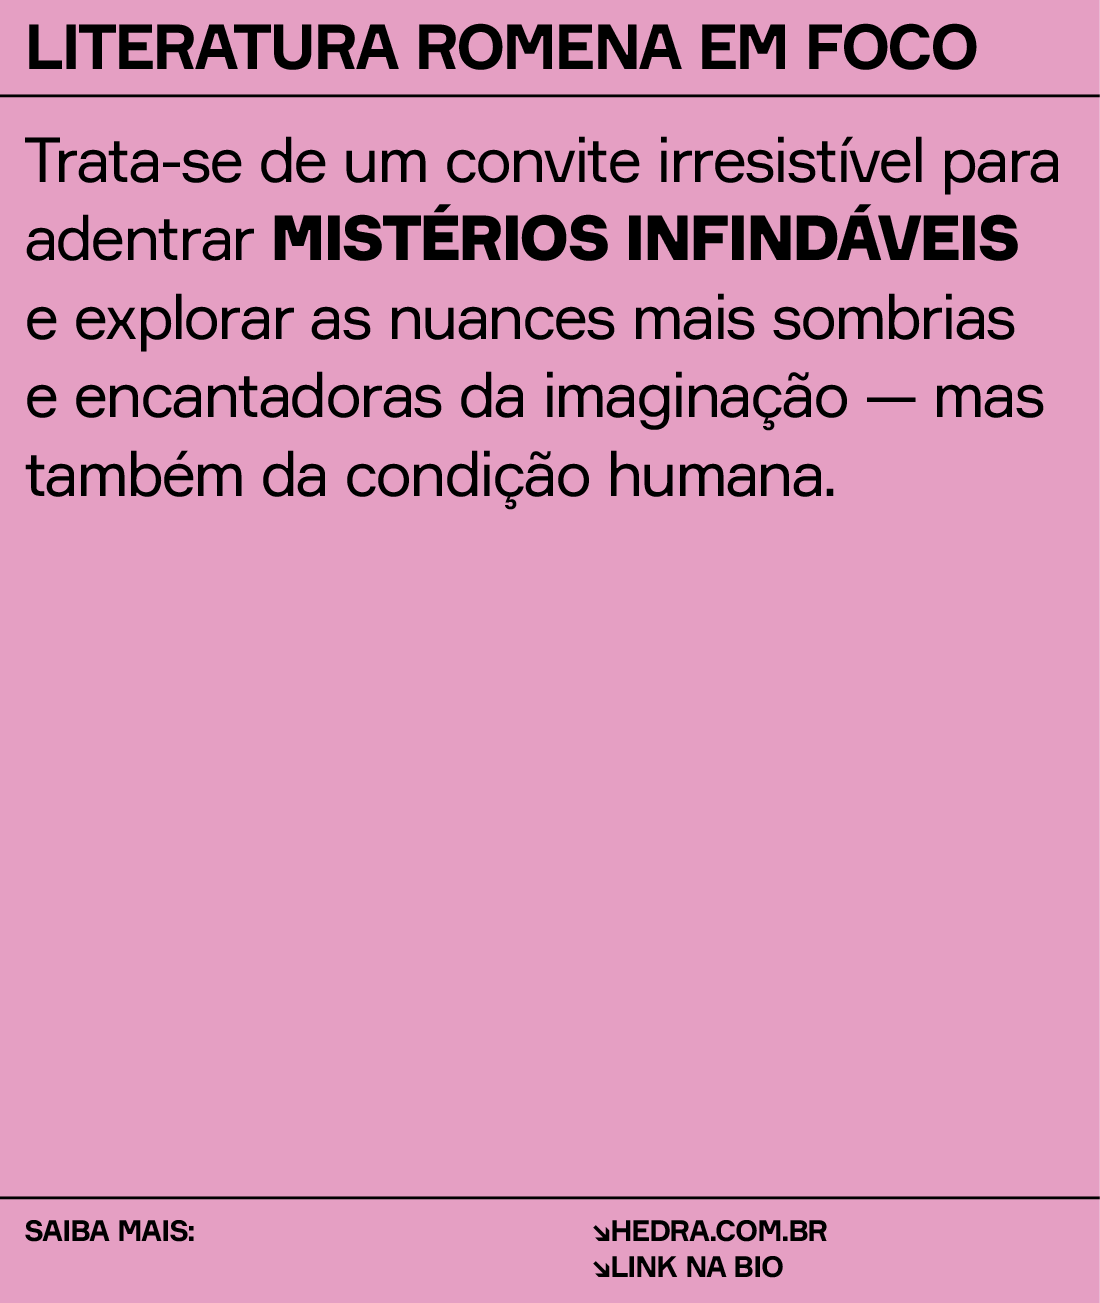 LITERATURA ROMENA EM FOCO
Trata-se de um convite irresistível para
adentrar MISTÉRIOS INFINDÁVEIS
e explorar as nuances mais sombrias
e encantadoras da imaginação — mas
também da condição humana.
SAIBA MAIS:
↘HEDRA.COM.BR
↘LINK NA BIO